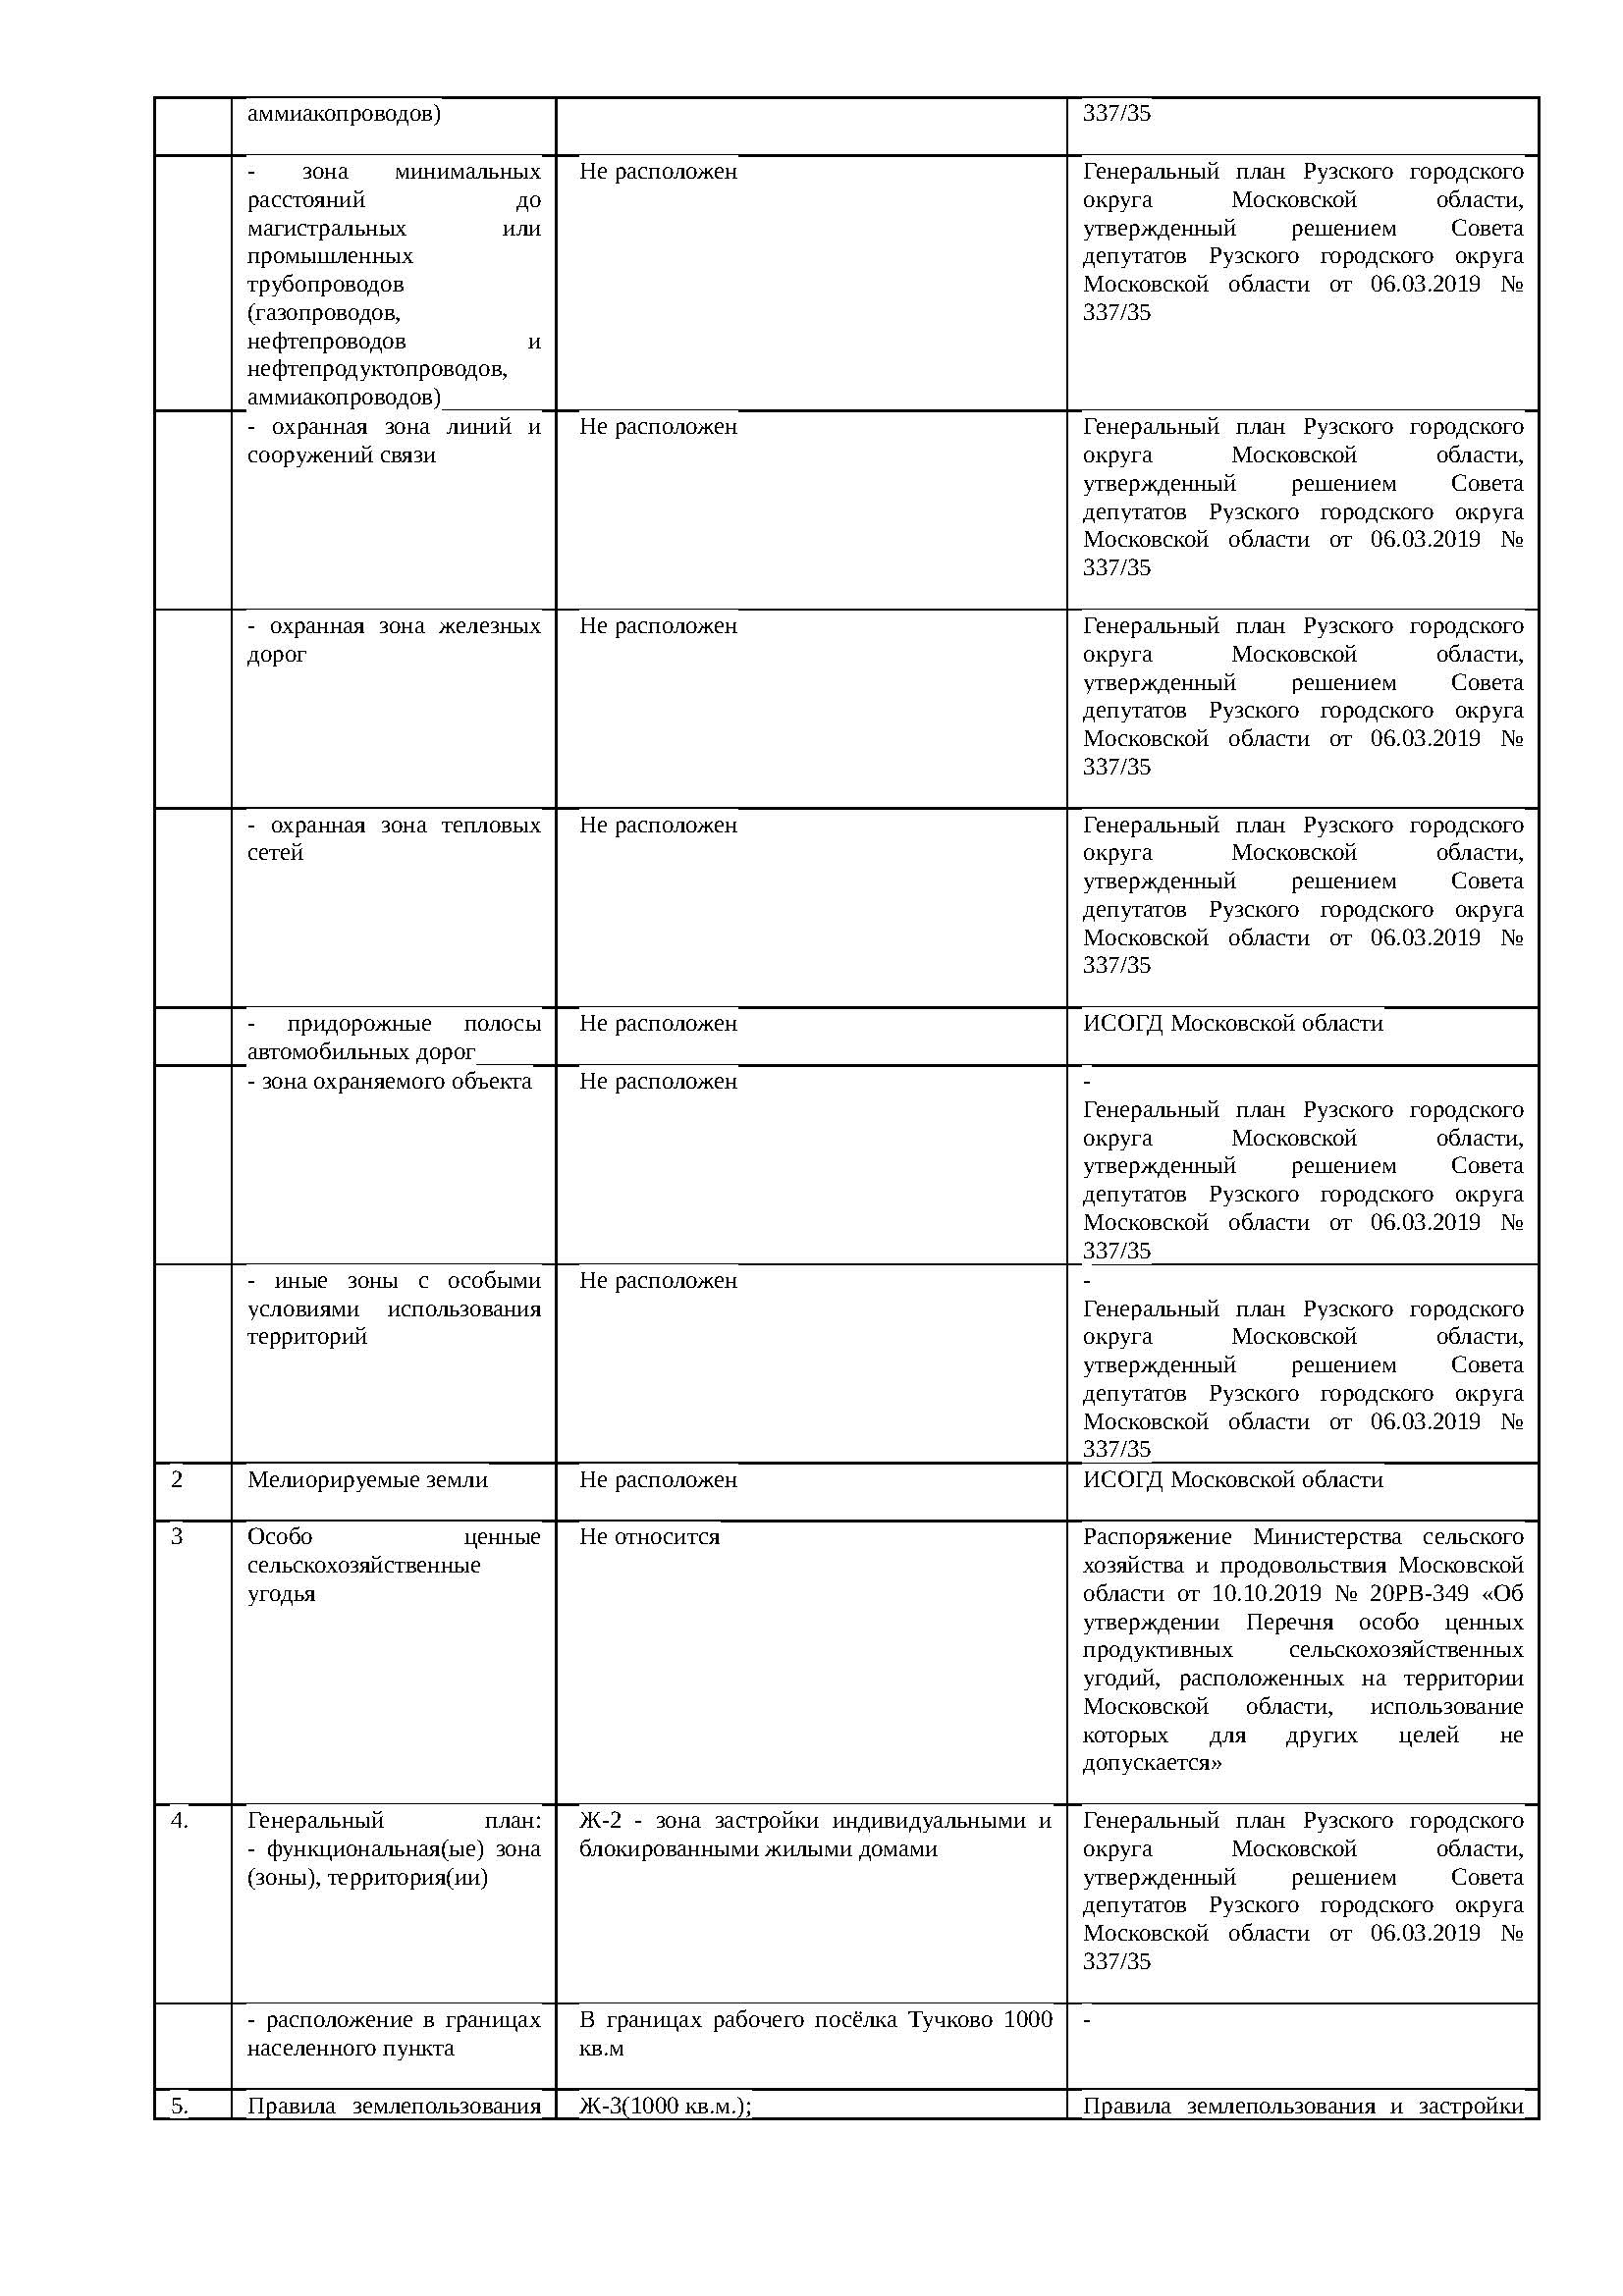 аммиакопроводов)
337/35
- зона минимальных
расстояний до
магистральных или
промышленных
трубопроводов
(газопроводов,
нефтепроводов и
нефтепродуктопроводов,
аммиакопроводов)
Не расположен
Генеральный план Рузского городского
округа Московской области,
утвержденный решением Совета
депутатов Рузского городского округа
Московской области от 06.03.2019 №
337/35
- охранная зона линий и
сооружений связи
Не расположен
Генеральный план Рузского городского
округа Московской области,
утвержденный решением Совета
депутатов Рузского городского округа
Московской области от 06.03.2019 №
337/35
- охранная зона железных
дорог
Не расположен
Генеральный план Рузского городского
округа Московской области,
утвержденный решением Совета
депутатов Рузского городского округа
Московской области от 06.03.2019 №
337/35
- охранная зона тепловых
сетей
Не расположен
Генеральный план Рузского городского
округа Московской области,
утвержденный решением Совета
депутатов Рузского городского округа
Московской области от 06.03.2019 №
337/35
- придорожные полосы
автомобильных дорог
Не расположен
ИСОГД Московской области
- зона охраняемого объекта
Не расположен
-
Генеральный план Рузского городского
округа Московской области,
утвержденный решением Совета
депутатов Рузского городского округа
Московской области от 06.03.2019 №
337/35
- иные зоны с особыми
условиями использования
территорий
Не расположен
-
Генеральный план Рузского городского
округа Московской области,
утвержденный решением Совета
депутатов Рузского городского округа
Московской области от 06.03.2019 №
337/35
2
Мелиорируемые земли
Не расположен
ИСОГД Московской области
3
Особо ценные
сельскохозяйственные
угодья
Не относится
Распоряжение Министерства сельского
хозяйства и продовольствия Московской
области от 10.10.2019 № 20РВ-349 «Об
утверждении Перечня особо ценных
продуктивных сельскохозяйственных
угодий, расположенных на территории
Московской области, использование
которых для других целей не
допускается»
4.
Генеральный план:
- функциональная(ые) зона
(зоны), территория(ии)
Ж-2 - зона застройки индивидуальными и
блокированными жилыми домами
Генеральный план Рузского городского
округа Московской области,
утвержденный решением Совета
депутатов Рузского городского округа
Московской области от 06.03.2019 №
337/35
- расположение в границах
населенного пункта
В границах рабочего посёлка Тучково 1000
кв.м
-
5.
Правила землепользования
Ж-3(1000 кв.м.);
Правила землепользования и застройки